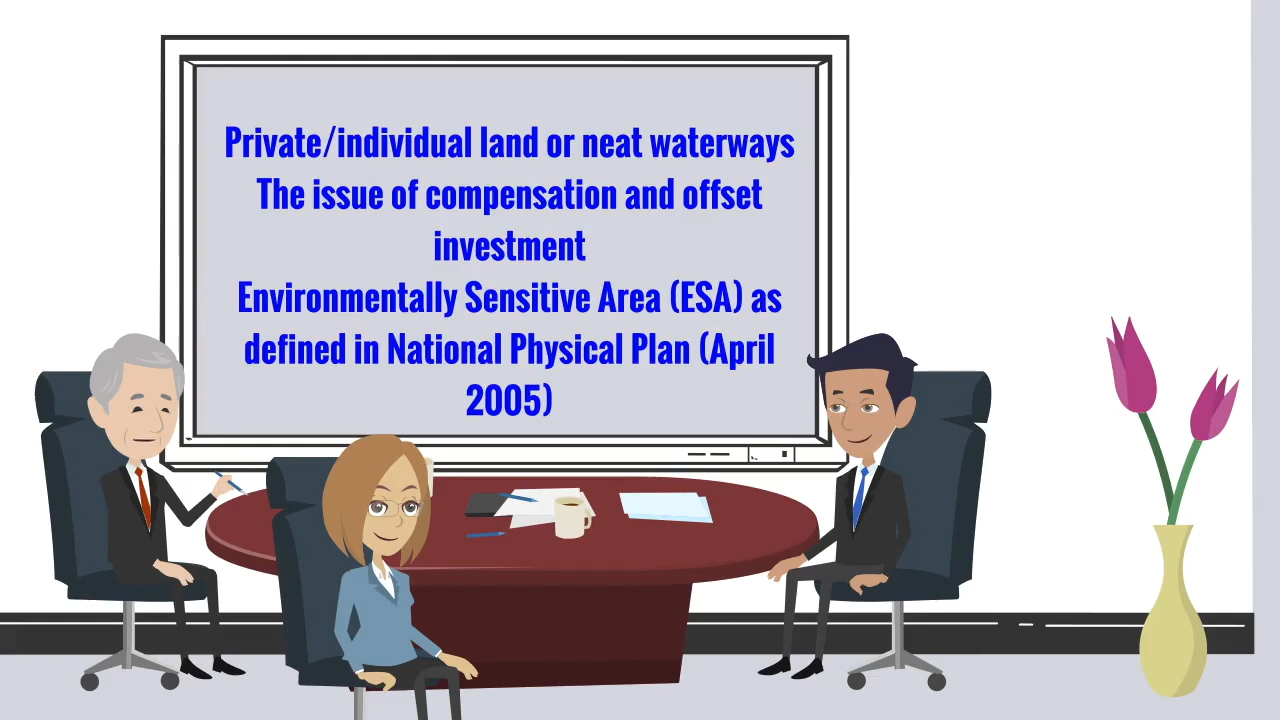 Private/individual land or neat waterways
The issue of compensation and offset
investment
Environmentally Sensitive Area (ESA) as
defined in National Physical Plan (April
2005)